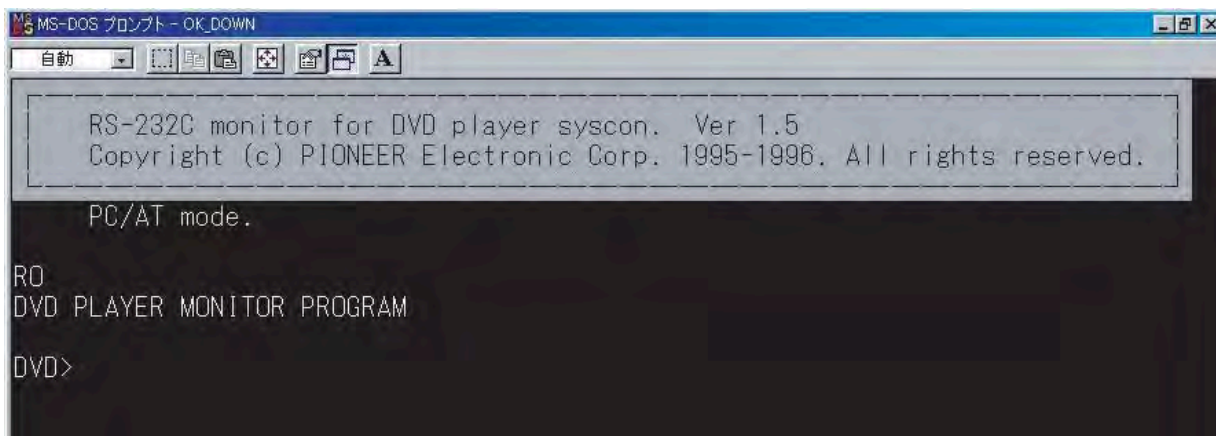 MS-DOS プロンプト - OK_DOWN
自動
A
RS-232C monitor for DVD player syscon. Ver 1.5
Copyright (c) PIONEER Electronic Corp. 1995-1996. All rights reserved.
PC/AT mode.
RO
DVD PLAYER MONITOR PROGRAM
DVD>